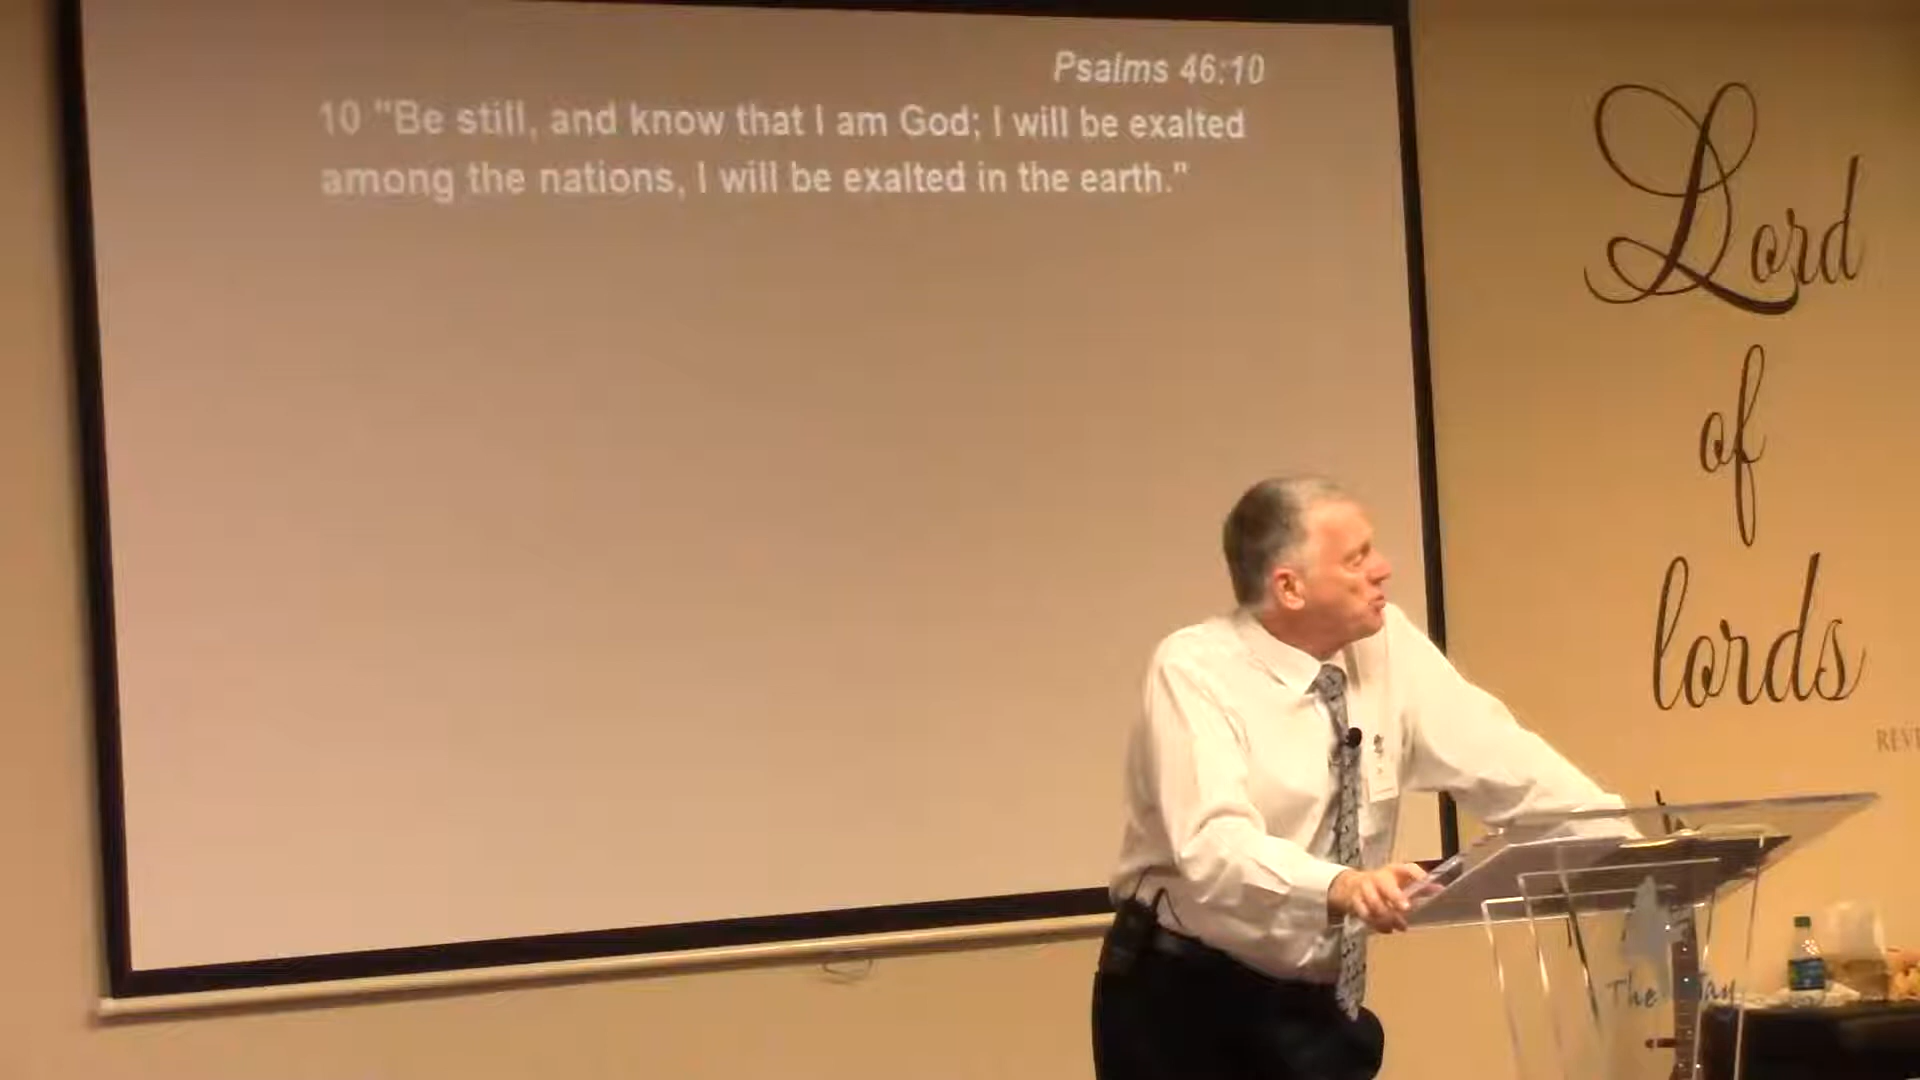 Psalms 46:10
10 "Be still, and know that I am God; I will be exalted
among the nations, I will be exalted in the earth."
Lord
of
lords
The